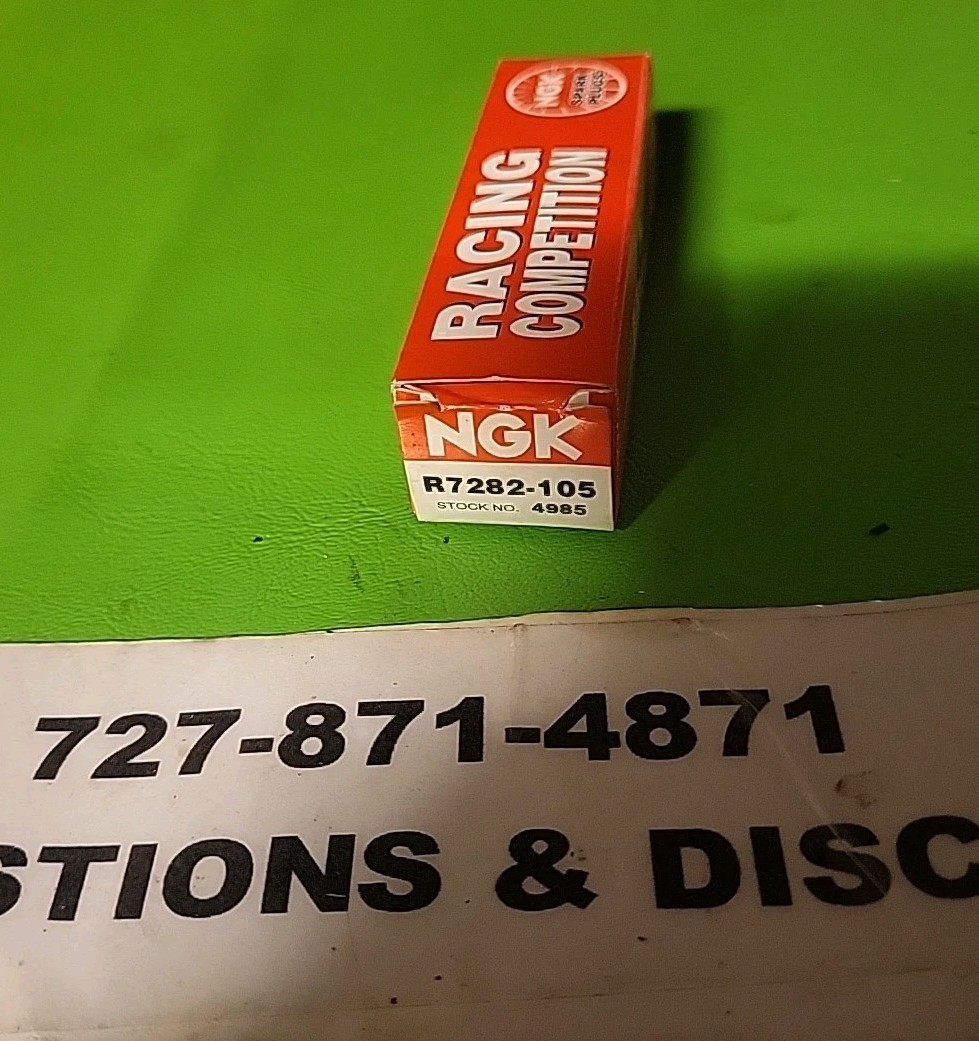 NGK
SPARK
PLUGS
RACING
COMPETITION
NGK
R7282-105
STOCK NO. 4985
727-871-4871
STIONS & DISC